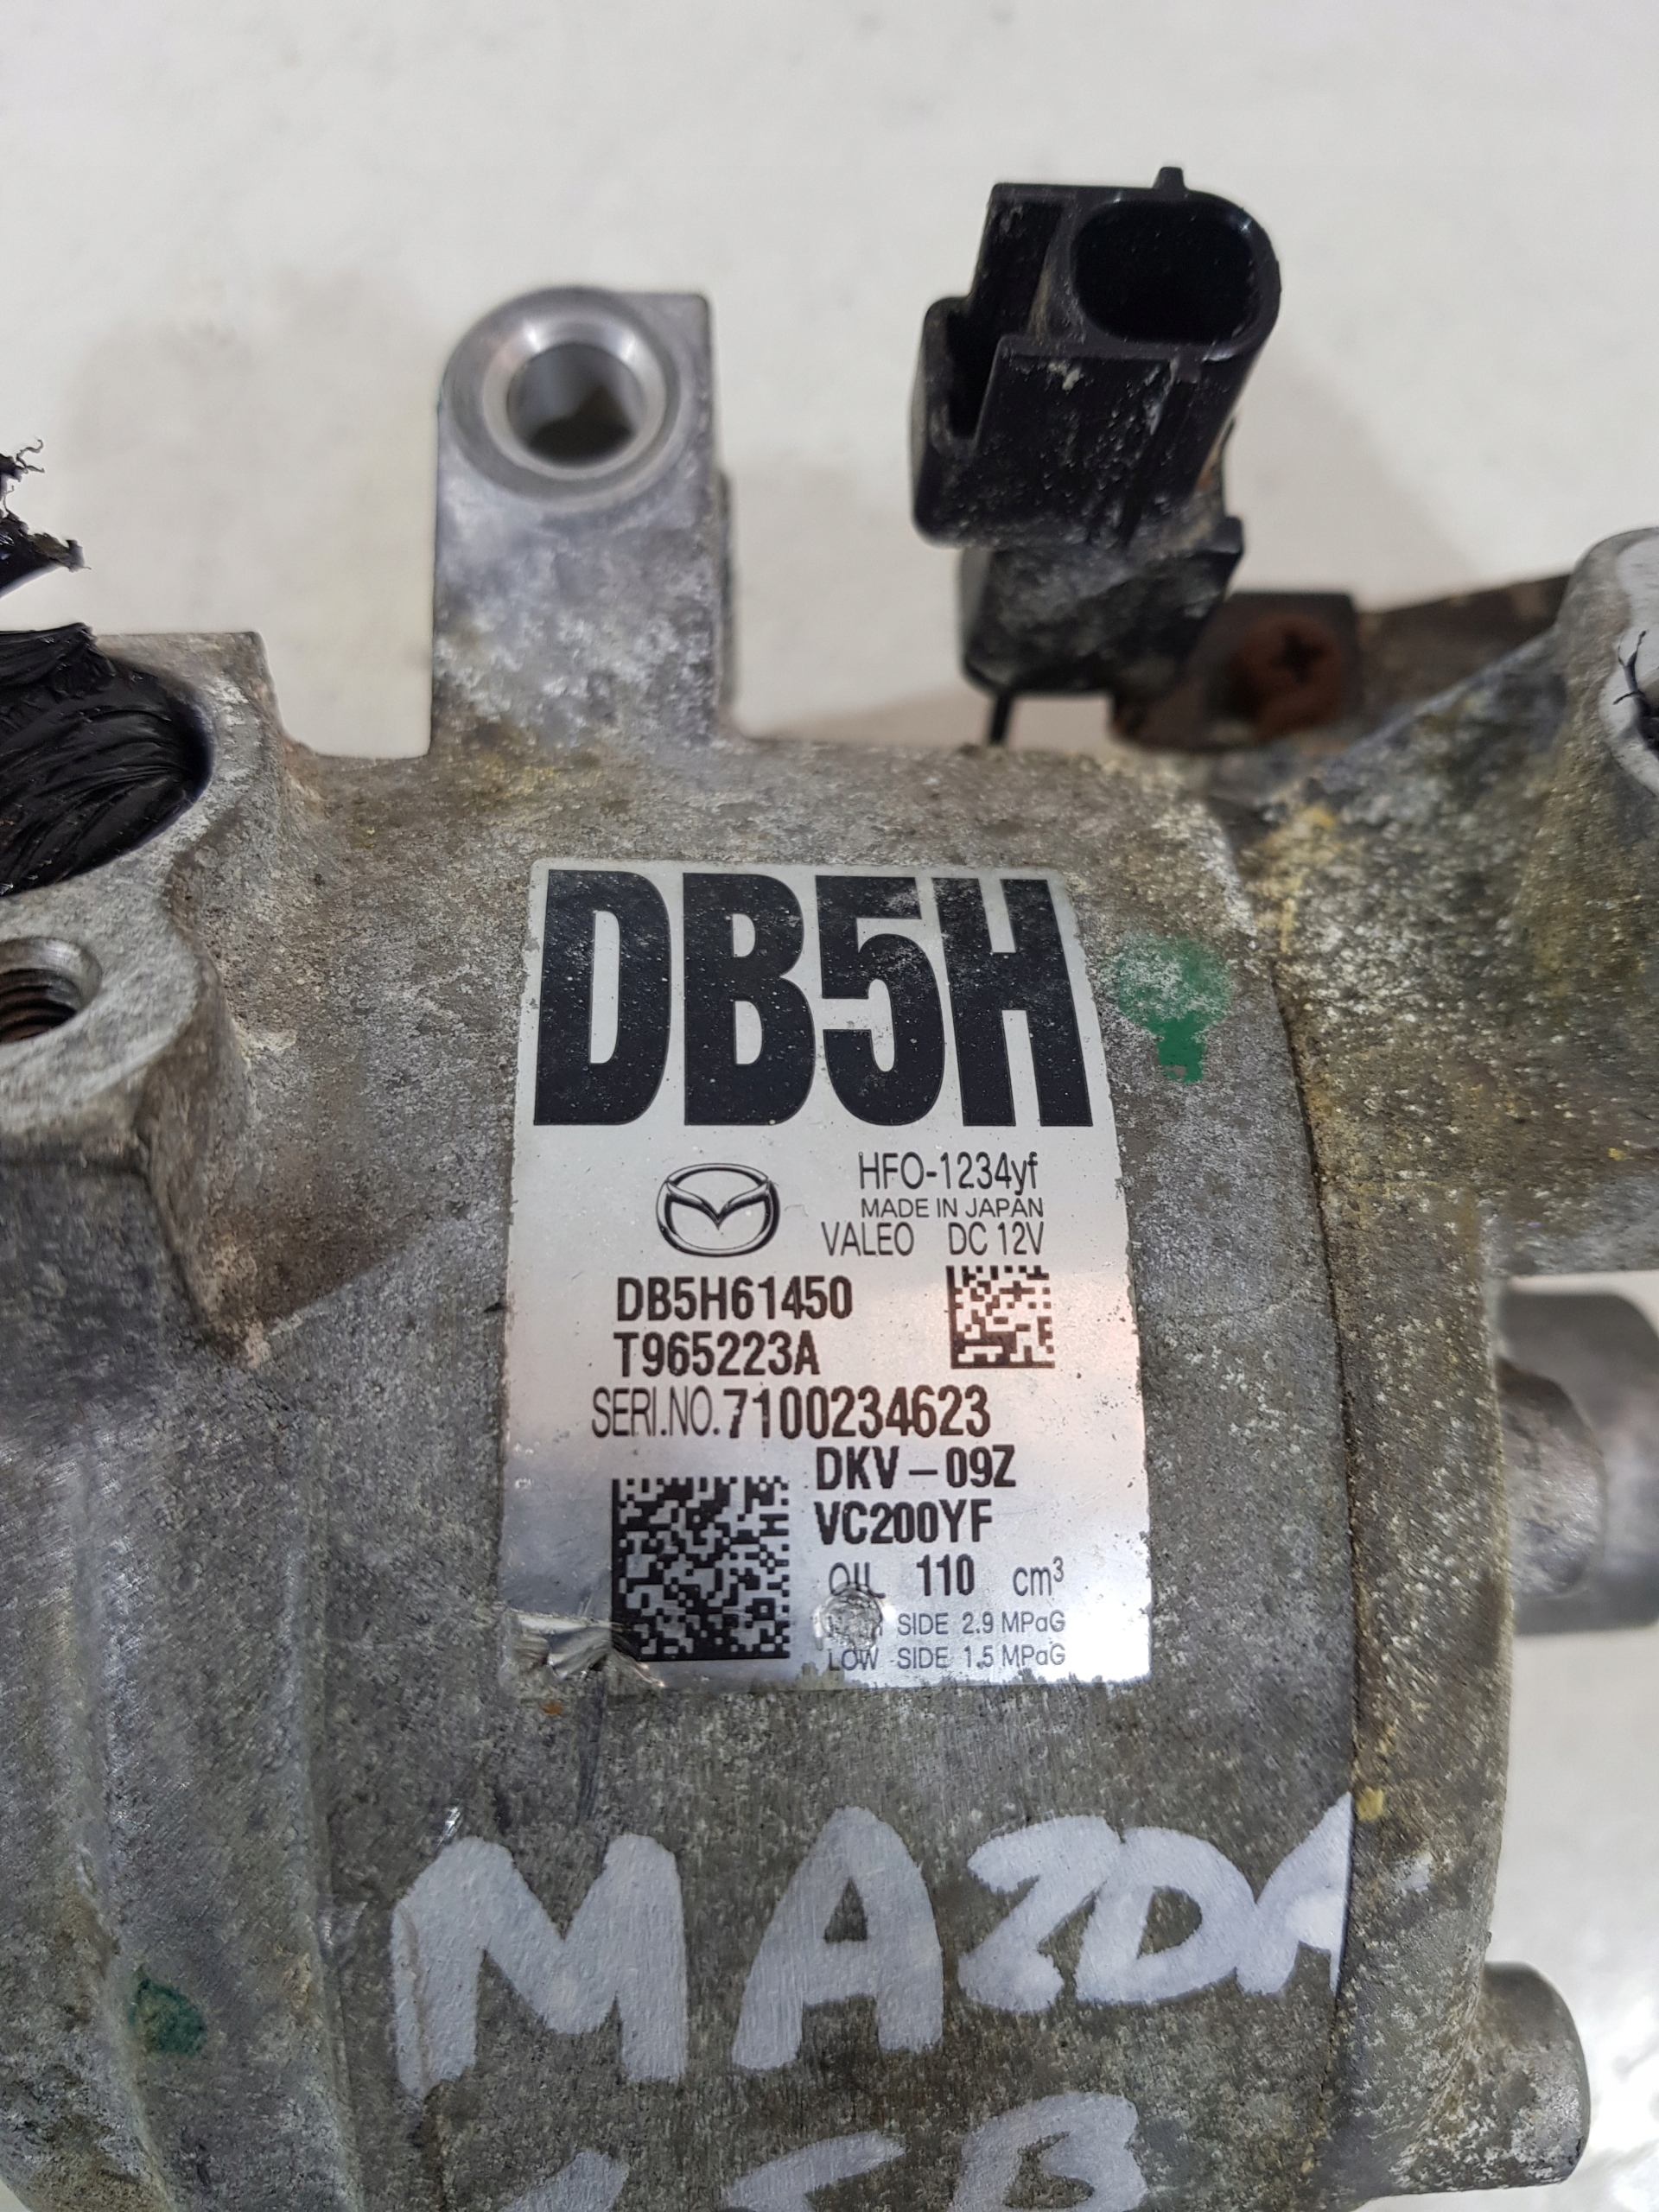 DB5H
HFO-1234yf
MADE IN JAPAN
VALEO DC 12V
DB5H61450
T965223A
SERI.NO. 7100234623
DKV-09Z
VC200YF
OIL 110 cm³
SIDE 2.9 MPaG
LOW SIDE 1.5 MPaG
MAZDA